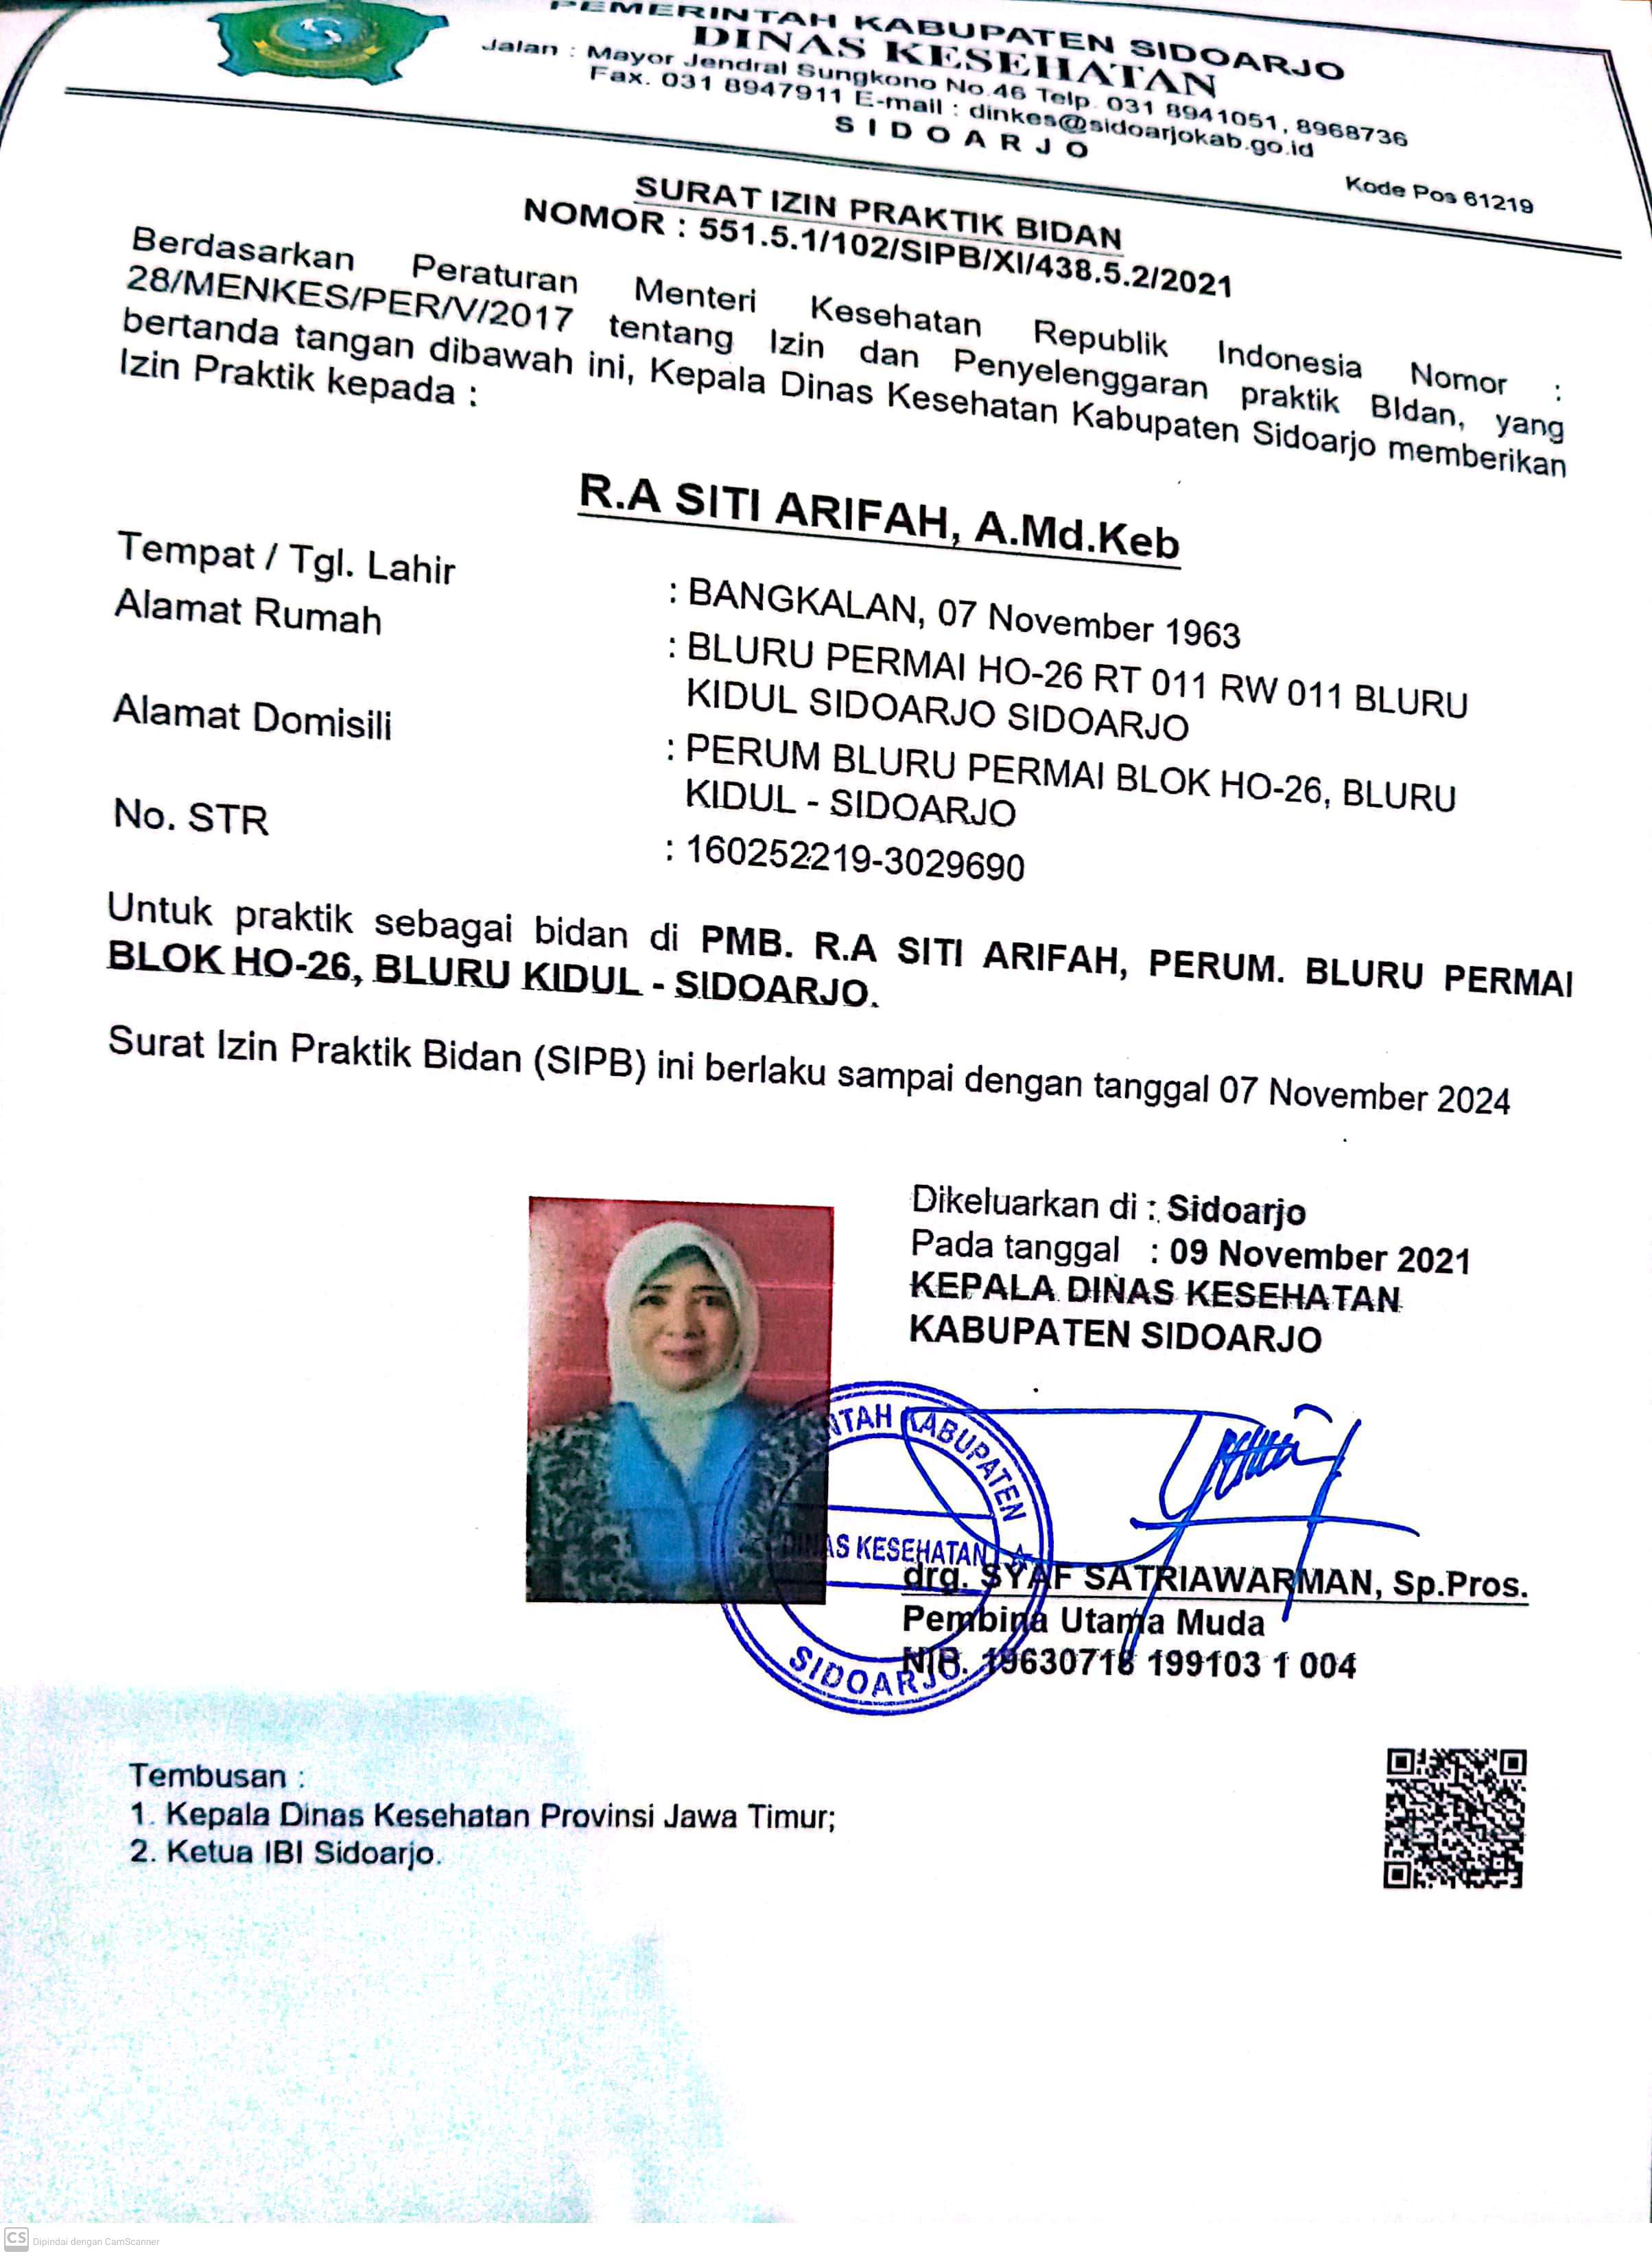 PEMERINTAH KABUPATEN SIDOARJO
DINAS KESEHATAN
Jalan : Mayor Jendral Sungkono No.46 Telp. 031 8941051, 8968736
Fax. 031 8947911 E-mail : dinkes@sidoarjokab.go.id
SIDOARJO
Kode Pos 61219
SURAT IZIN PRAKTIK BIDAN
NOMOR : 551.5.1/102/SIPB/XI/438.5.2/2021
Berdasarkan Peraturan Menteri Kesehatan Republik Indonesia Nomor :
28/MENKES/PER/V/2017 tentang Izin dan Penyelenggaran praktik BIdan, yang
bertanda tangan dibawah ini, Kepala Dinas Kesehatan Kabupaten Sidoarjo memberikan
Izin Praktik kepada :
R.A SITI ARIFAH, A.Md.Keb
Tempat / Tgl. Lahir : BANGKALAN, 07 November 1963
Alamat Rumah : BLURU PERMAI HO-26 RT 011 RW 011 BLURU
KIDUL SIDOARJO SIDOARJO
Alamat Domisili : PERUM BLURU PERMAI BLOK HO-26, BLURU
KIDUL - SIDOARJO
No. STR : 160252219-3029690
Untuk praktik sebagai bidan di PMB. R.A SITI ARIFAH, PERUM. BLURU PERMAI
BLOK HO-26, BLURU KIDUL - SIDOARJO.
Surat Izin Praktik Bidan (SIPB) ini berlaku sampai dengan tanggal 07 November 2024
Dikeluarkan di : Sidoarjo
Pada tanggal : 09 November 2021
KEPALA DINAS KESEHATAN
KABUPATEN SIDOARJO
NTAH KABUPATEN
DINAS KESEHATAN
SIDOARJO
drg. SYAF SATRIAWARMAN, Sp.Pros.
Pembina Utama Muda
NIP. 19630718 199103 1 004
Tembusan :
1. Kepala Dinas Kesehatan Provinsi Jawa Timur;
2. Ketua IBI Sidoarjo.
CS Dipindai dengan CamScanner